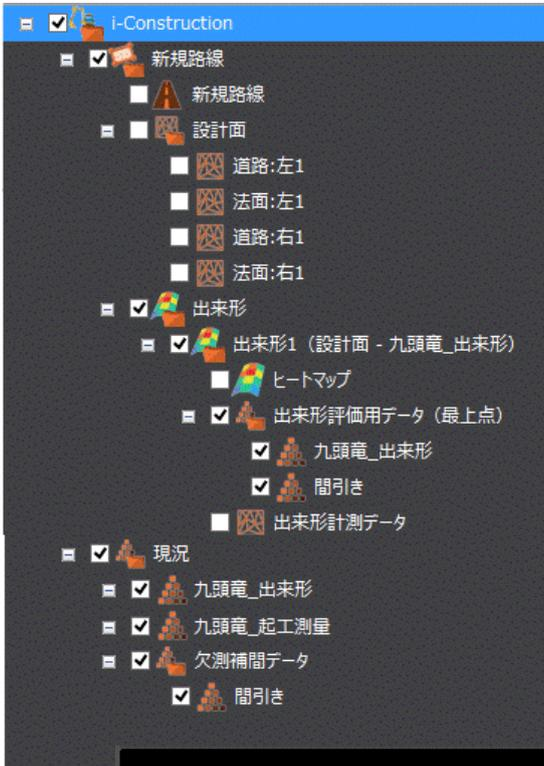 i-Construction
新規路線
新規路線
設計面
道路:左1
法面:左1
道路:右1
法面:右1
出来形
出来形1（設計面 - 九頭竜_出来形）
ヒートマップ
出来形評価用データ（最上点）
九頭竜_出来形
間引き
出来形計測データ
現況
九頭竜_出来形
九頭竜_起工測量
欠測補間データ
間引き